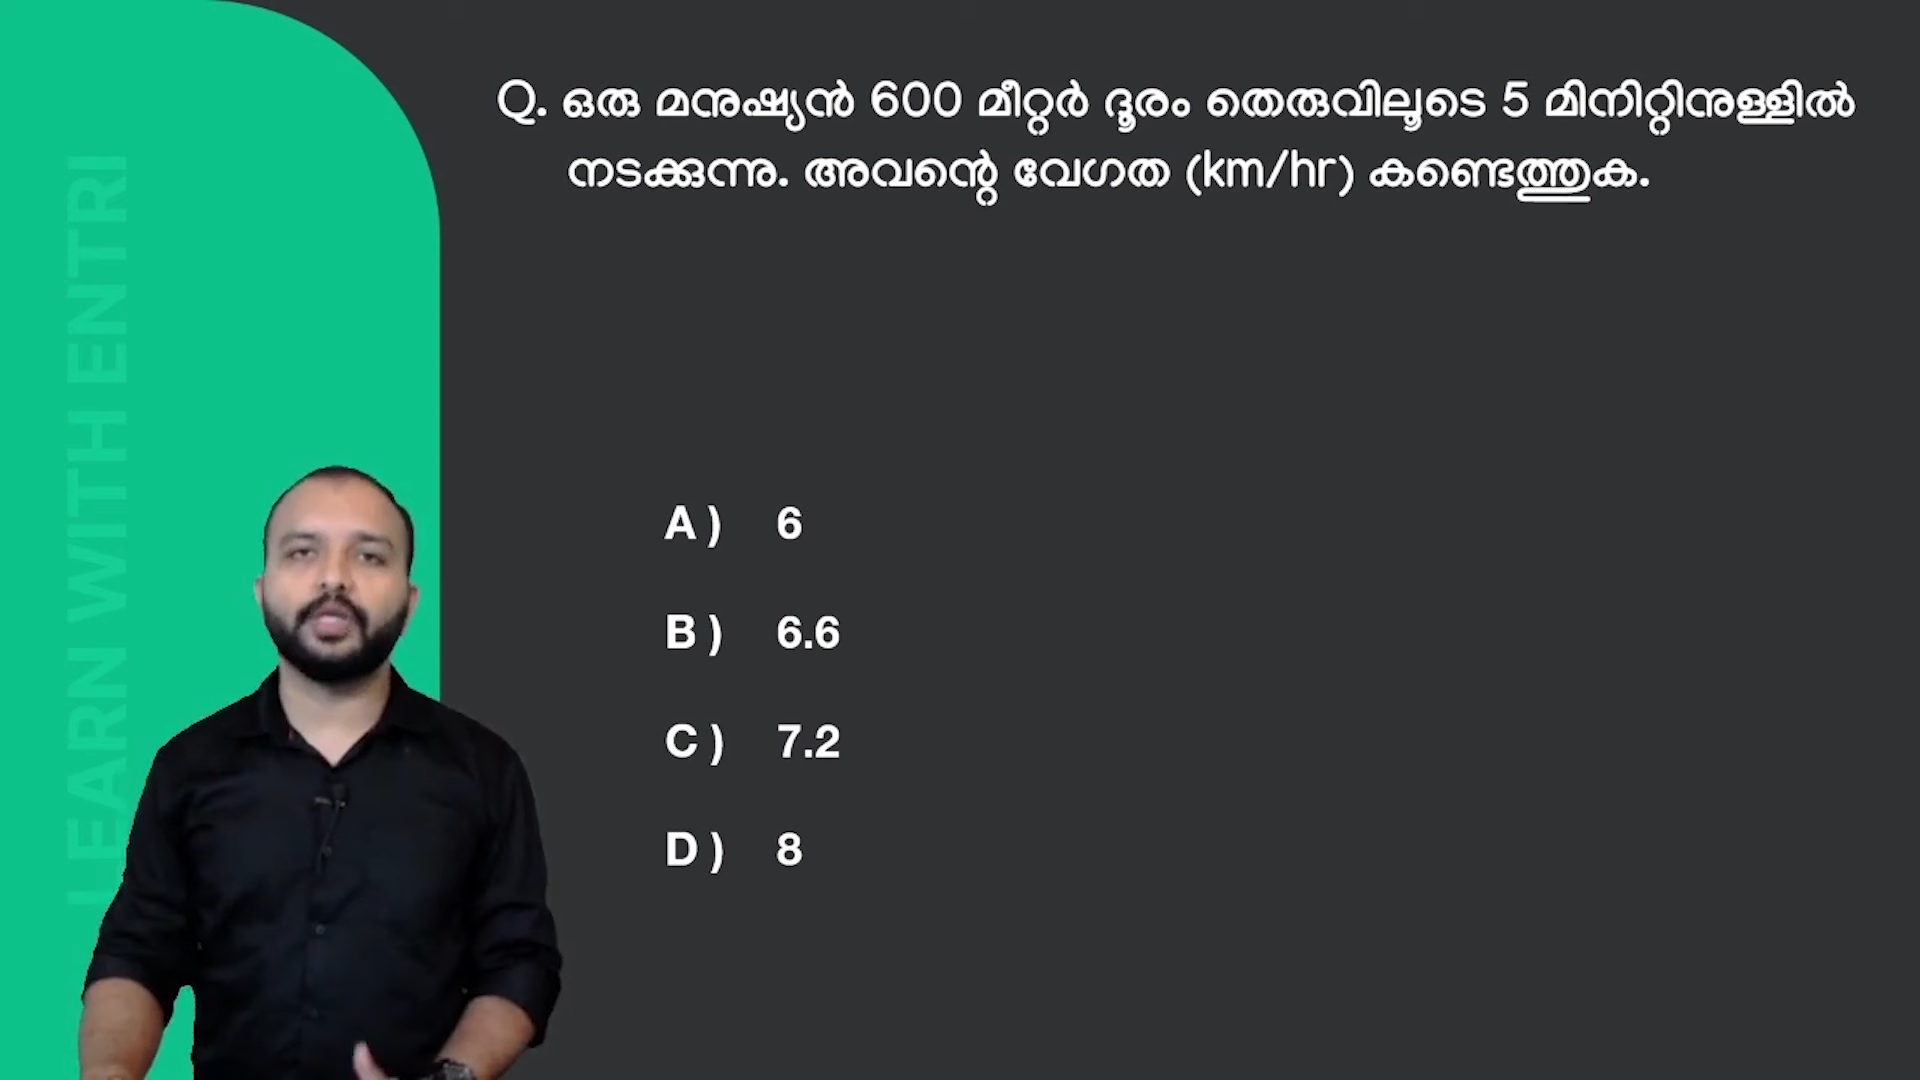 LEARN WITH ENTRI
Q. ഒരു മനുഷ്യൻ 600 മീറ്റർ ദൂരം തെരുവിലൂടെ 5 മിനിറ്റിനുള്ളിൽ
നടക്കുന്നു. അവന്റെ വേഗത (km/hr) കണ്ടെത്തുക.
A) 6
B) 6.6
C) 7.2
D) 8